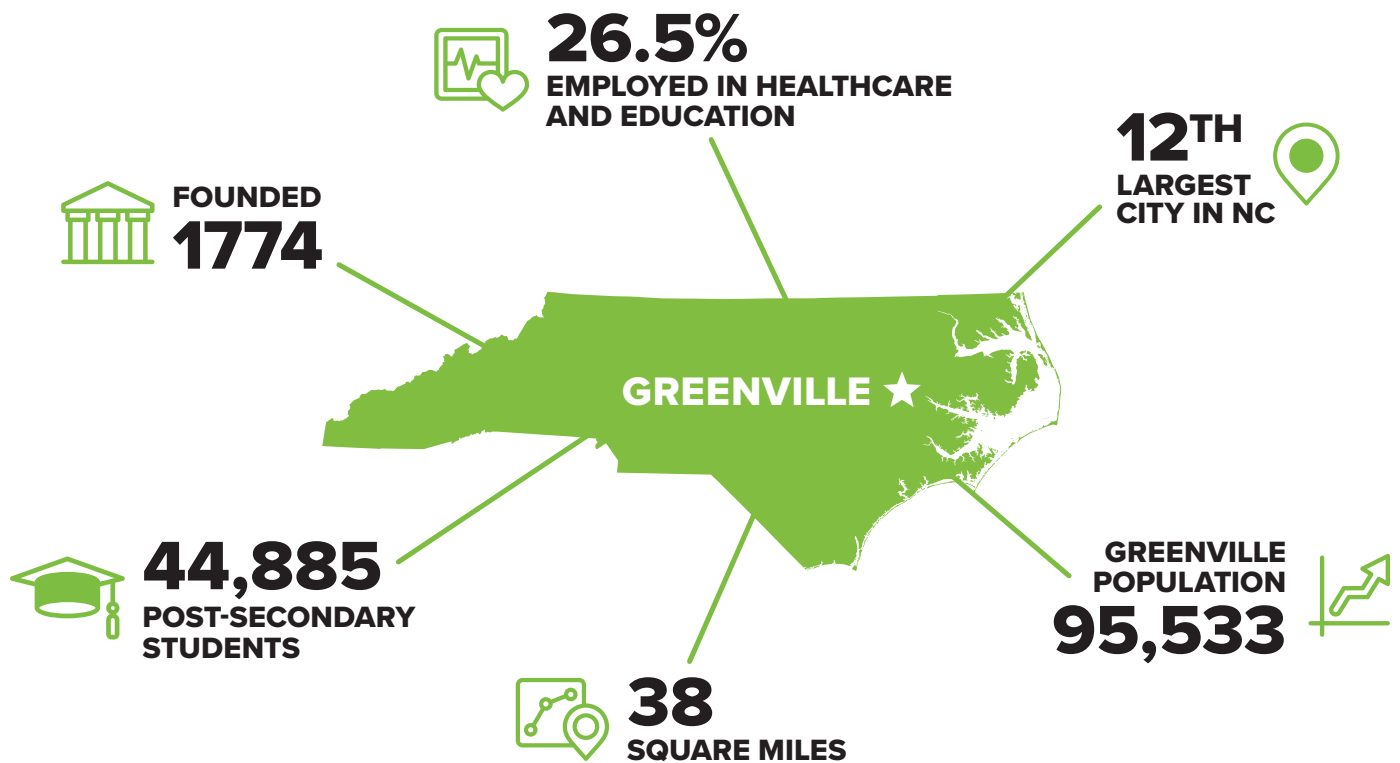 26.5%
EMPLOYED IN HEALTHCARE
AND EDUCATION
12TH
LARGEST
CITY IN NC
FOUNDED
1774
GREENVILLE
44,885
POST-SECONDARY
STUDENTS
GREENVILLE
POPULATION
95,533
38
SQUARE MILES